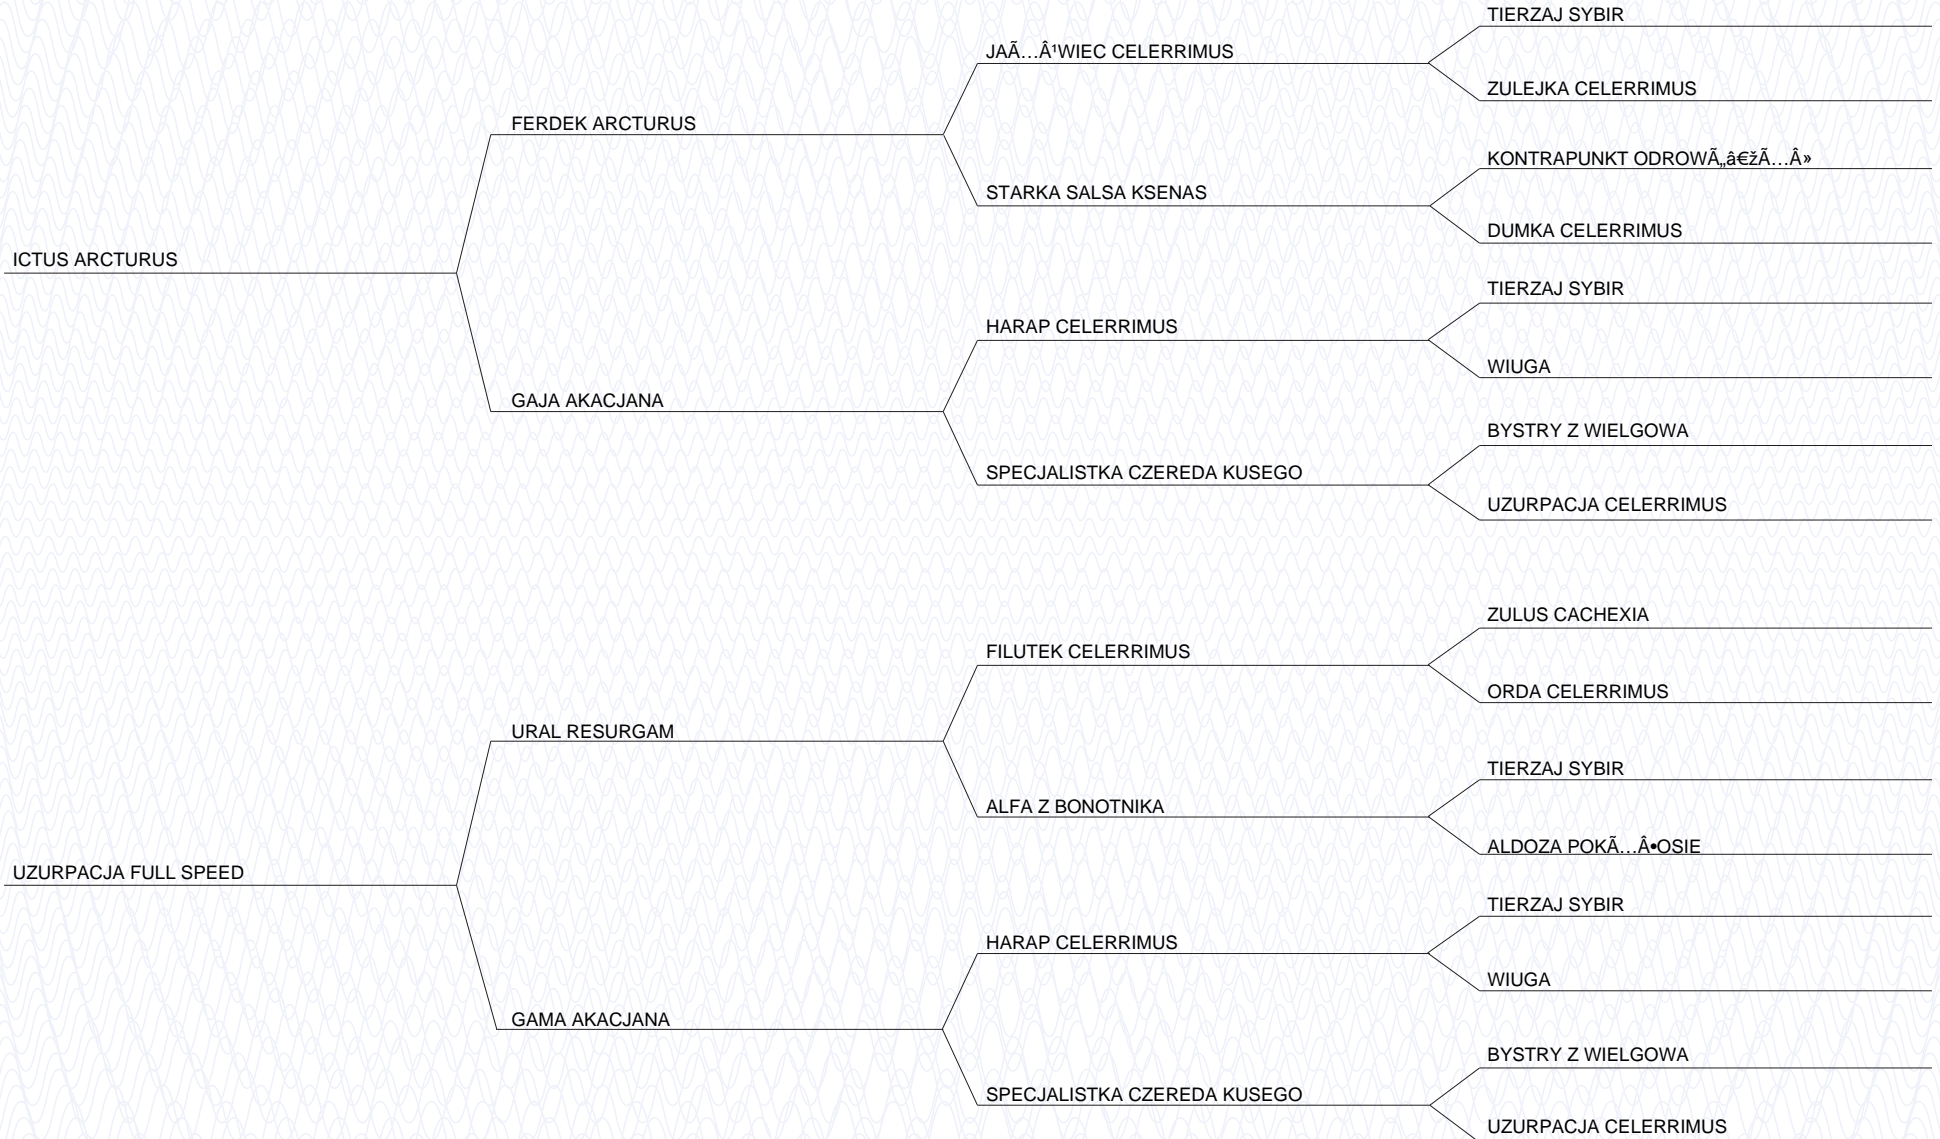 TIERZAJ SYBIR
JAÃ…Â¹WIEC CELERRIMUS
ZULEJKA CELERRIMUS
FERDEK ARCTURUS
KONTRAPUNKT ODROWÃ„â€žÃ…Â»
STARKA SALSA KSENAS
DUMKA CELERRIMUS
ICTUS ARCTURUS
TIERZAJ SYBIR
HARAP CELERRIMUS
WIUGA
GAJA AKACJANA
BYSTRY Z WIELGOWA
SPECJALISTKA CZEREDA KUSEGO
UZURPACJA CELERRIMUS
ZULUS CACHEXIA
FILUTEK CELERRIMUS
ORDA CELERRIMUS
URAL RESURGAM
TIERZAJ SYBIR
ALFA Z BONOTNIKA
ALDOZA POKÃ…Â•OSIE
UZURPACJA FULL SPEED
TIERZAJ SYBIR
HARAP CELERRIMUS
WIUGA
GAMA AKACJANA
BYSTRY Z WIELGOWA
SPECJALISTKA CZEREDA KUSEGO
UZURPACJA CELERRIMUS